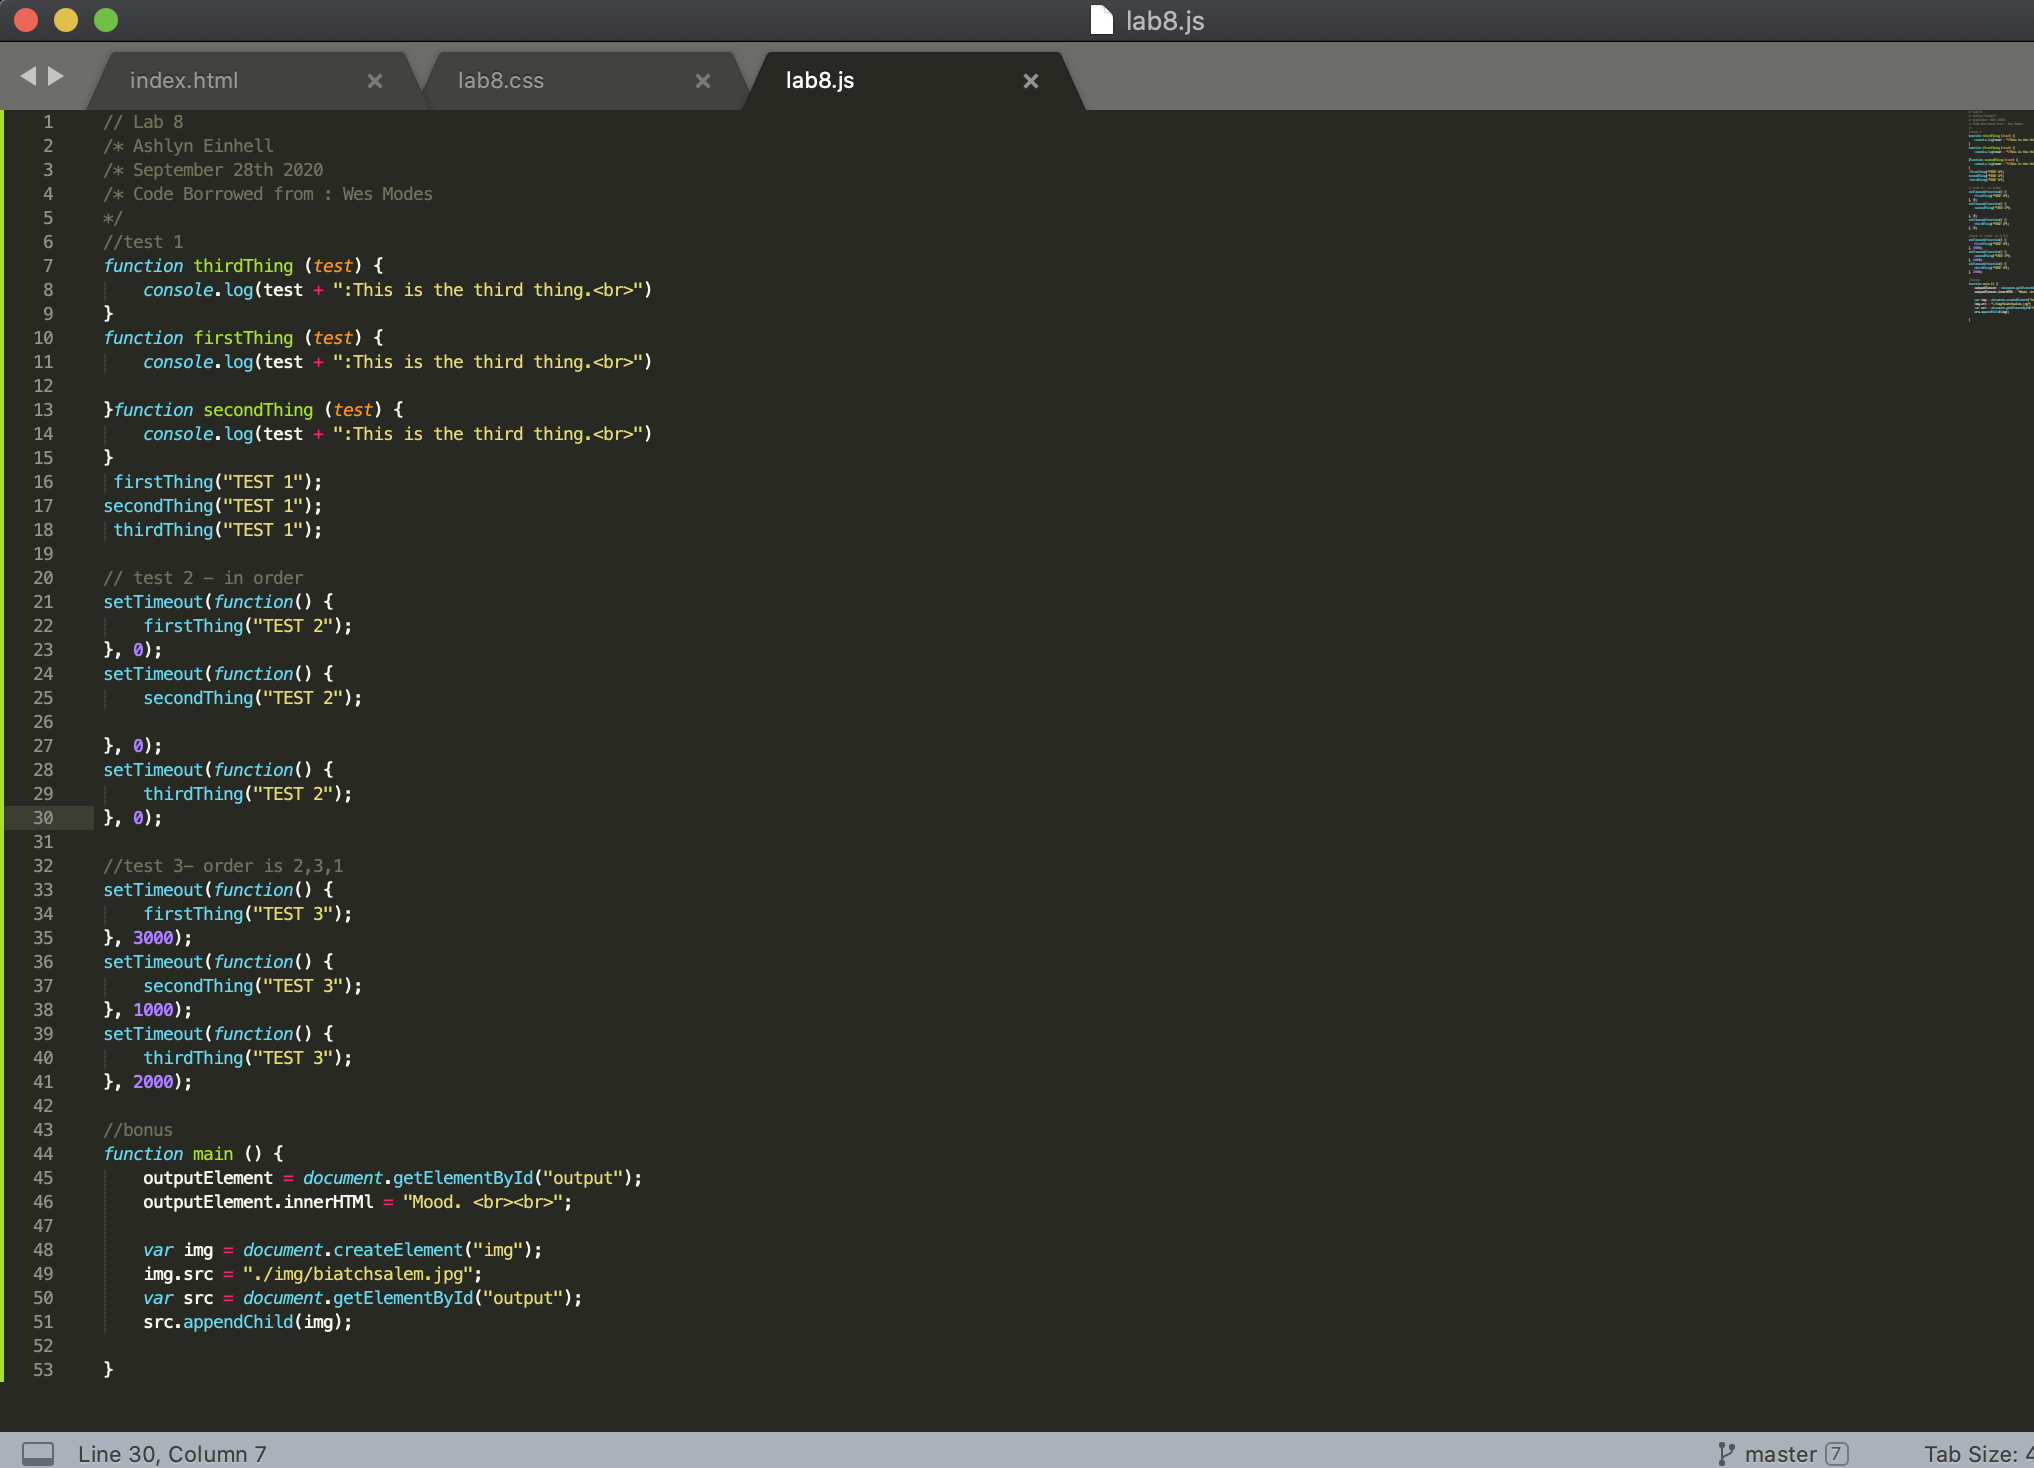 lab8.js
index.html × lab8.css × lab8.js ×
1 // Lab 8
2 /* Ashlyn Einhell
3 /* September 28th 2020
4 /* Code Borrowed from : Wes Modes
5 */
6 //test 1
7 function thirdThing (test) {
8 console.log(test + ":This is the third thing.<br>")
9 }
10 function firstThing (test) {
11 console.log(test + ":This is the third thing.<br>")
12
13 }function secondThing (test) {
14 console.log(test + ":This is the third thing.<br>")
15 }
16 firstThing("TEST 1");
17 secondThing("TEST 1");
18 thirdThing("TEST 1");
19
20 // test 2 – in order
21 setTimeout(function() {
22 firstThing("TEST 2");
23 }, 0);
24 setTimeout(function() {
25 secondThing("TEST 2");
26
27 }, 0);
28 setTimeout(function() {
29 thirdThing("TEST 2");
30 }, 0);
31
32 //test 3– order is 2,3,1
33 setTimeout(function() {
34 firstThing("TEST 3");
35 }, 3000);
36 setTimeout(function() {
37 secondThing("TEST 3");
38 }, 1000);
39 setTimeout(function() {
40 thirdThing("TEST 3");
41 }, 2000);
42
43 //bonus
44 function main () {
45 outputElement = document.getElementById("output");
46 outputElement.innerHTMl = "Mood. <br><br>";
47
48 var img = document.createElement("img");
49 img.src = "./img/biatchsalem.jpg";
50 var src = document.getElementById("output");
51 src.appendChild(img);
52
53 }
Line 30, Column 7 master 7 Tab Size: 4